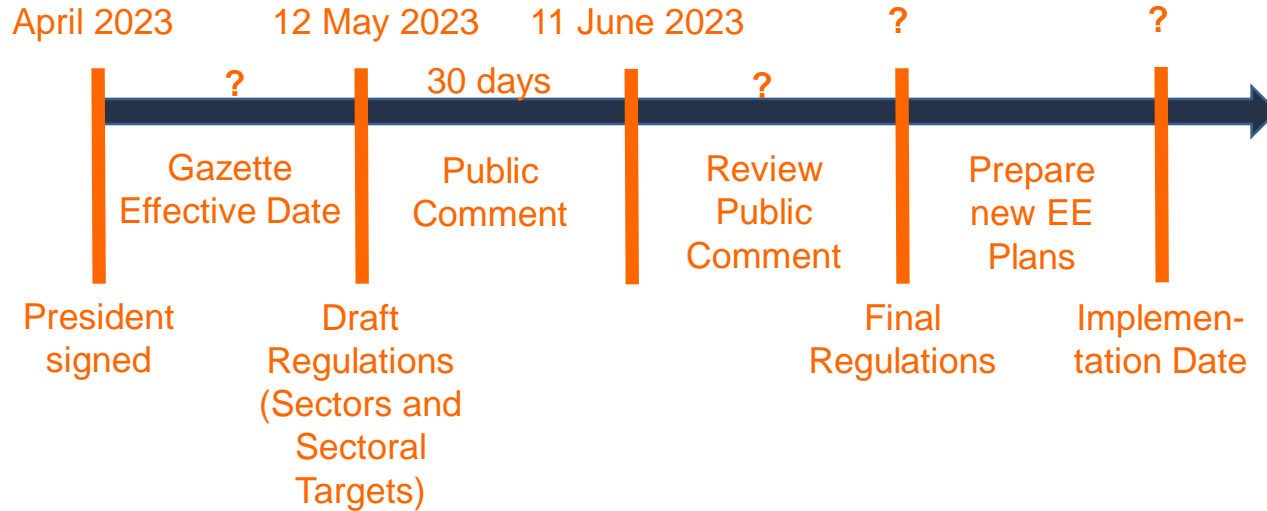 April 2023
12 May 2023
11 June 2023
?
?
?
30 days
?
Gazette
Effective Date
Public
Comment
Review
Public
Comment
Prepare
new EE
Plans
President
signed
Draft
Regulations
(Sectors and
Sectoral
Targets)
Final
Regulations
Implemen-
tation Date